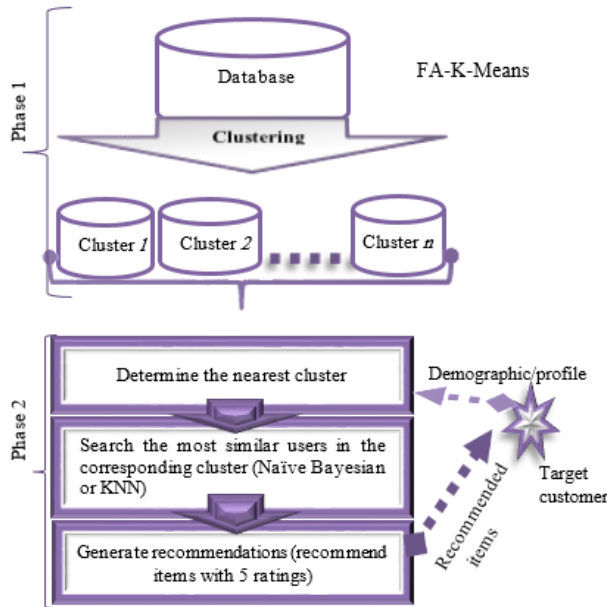 Phase 1
Database
FA-K-Means
Clustering
Cluster 1
Cluster 2
Cluster n
Phase 2
Determine the nearest cluster
Demographic/profile
Search the most similar users in the
corresponding cluster (Naïve Bayesian
or KNN)
Target
customer
Generate recommendations (recommend
items with 5 ratings)
Recommended
items